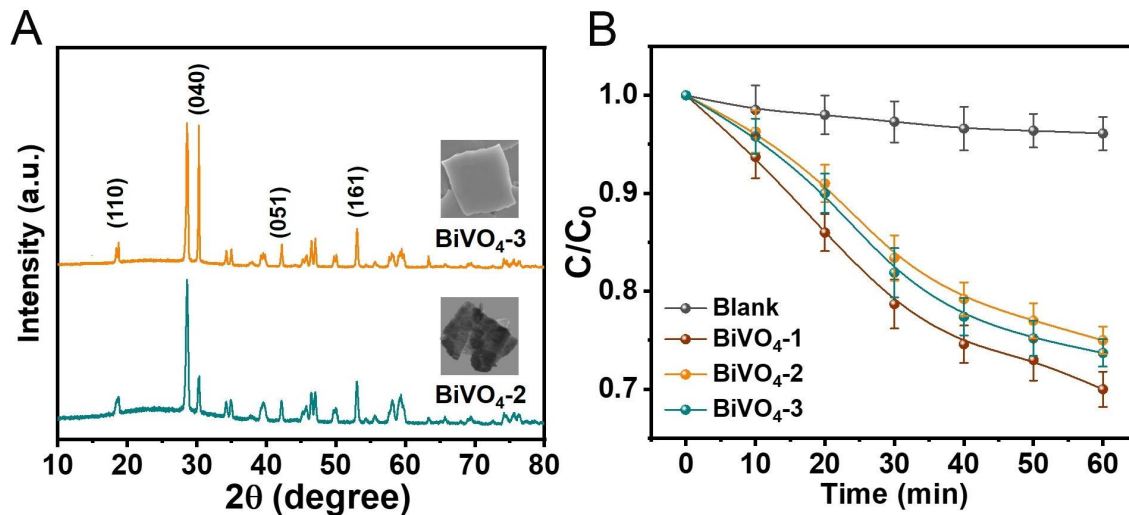 A
Intensity (a.u.)
(110)
(040)
(051)
(161)
BiVO₄-3
BiVO₄-2
10 20 30 40 50 60 70 80
2θ (degree)
B
C/C₀
1.0
0.9
0.8
0.7
Blank
BiVO₄-1
BiVO₄-2
BiVO₄-3
0 10 20 30 40 50 60
Time (min)